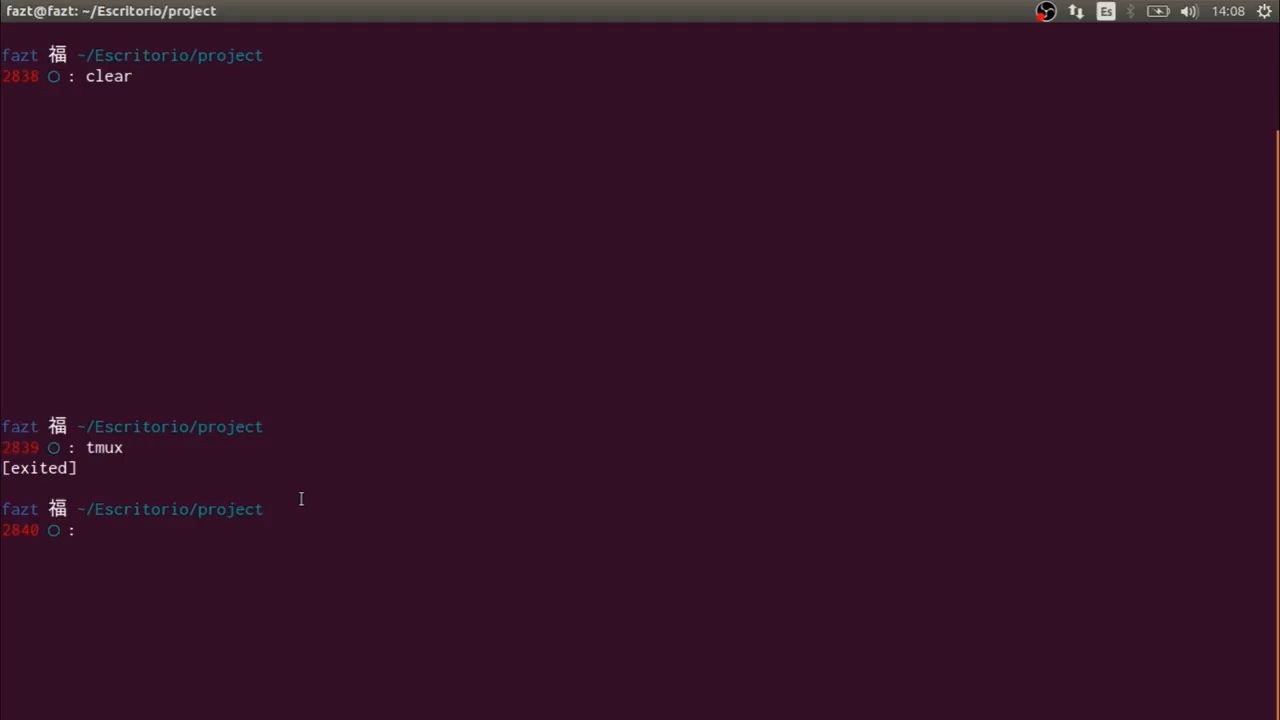 fazt@fazt: ~/Escritorio/project
Es
14:08
fazt 福 ~/Escritorio/project
2838 ○ : clear
fazt 福 ~/Escritorio/project
2839 ○ : tmux
[exited]
fazt 福 ~/Escritorio/project
2840 ○ :